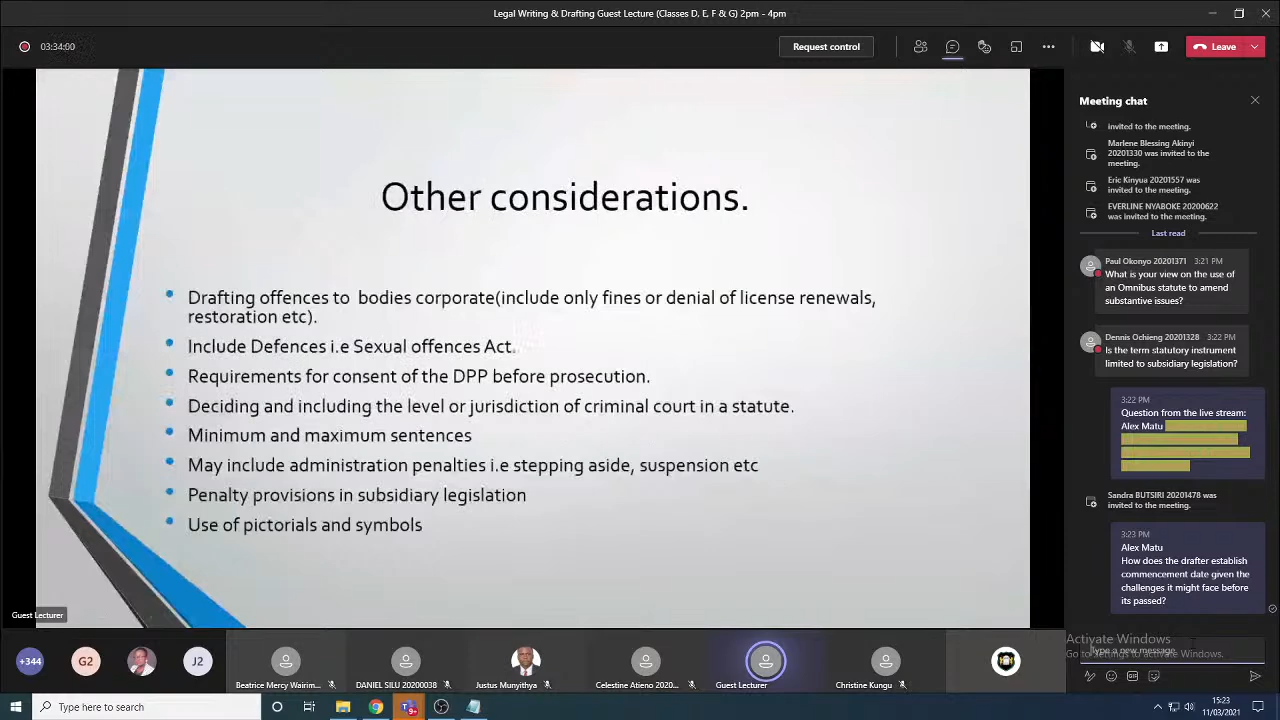 Legal Writing & Drafting Guest Lecture (Classes D, E, F & G) 2pm - 4pm
03:34:00
Request control
Leave
Other considerations.
Drafting offences to bodies corporate(include only fines or denial of license renewals,
restoration etc).
Include Defences i.e Sexual offences Act.
Requirements for consent of the DPP before prosecution.
Deciding and including the level or jurisdiction of criminal court in a statute.
Minimum and maximum sentences
May include administration penalties i.e stepping aside, suspension etc
Penalty provisions in subsidiary legislation
Use of pictorials and symbols
Guest Lecturer
Meeting chat
invited to the meeting.
Marlene Blessing Akinyi
20201330 was invited to the
meeting.
Eric Kinyua 20201557 was
invited to the meeting.
EVERLINE NYABOKE 20200622
was invited to the meeting.
Last read
Paul Okonyo 20201371 3:21 PM
What is your view on the use of
an Omnibus statute to amend
substantive issues?
Dennis Ochieng 20201328 3:22 PM
Is the term statutory instrument
limited to subsidiary legislation?
3:22 PM
Question from the live stream:
Alex Matu
Sandra BUTSIRI 20201478 was
invited to the meeting.
3:23 PM
Alex Matu
How does the drafter establish
commencement date given the
challenges it might face before
its passed?
Activate Windows
Type a new message
Go to Settings to activate Windows.
+344
G2
J2
Beatrice Mercy Wairim...
DANIEL SILU 20200038
Justus Munyithya
Celestine Atieno 2020...
Guest Lecturer
Christine Kungu
Type here to search
9+
15:23
11/03/2021